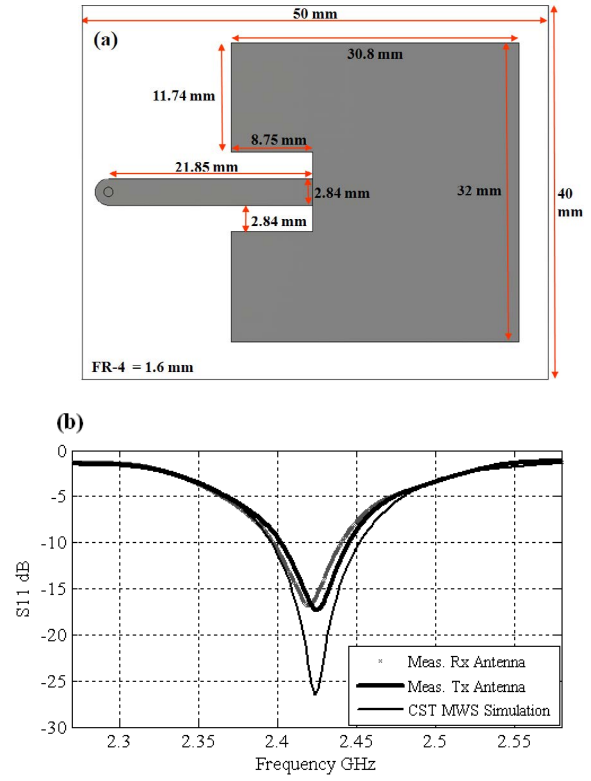 50 mm
(a)
30.8 mm
11.74 mm
8.75 mm
21.85 mm
2.84 mm
32 mm
40
mm
2.84 mm
FR-4 = 1.6 mm
(b)
0
-5
-10
-15
-20
-25
-30
S11 dB
Meas. Rx Antenna
Meas. Tx Antenna
CST MWS Simulation
2.3 2.35 2.4 2.45 2.5 2.55
Frequency GHz